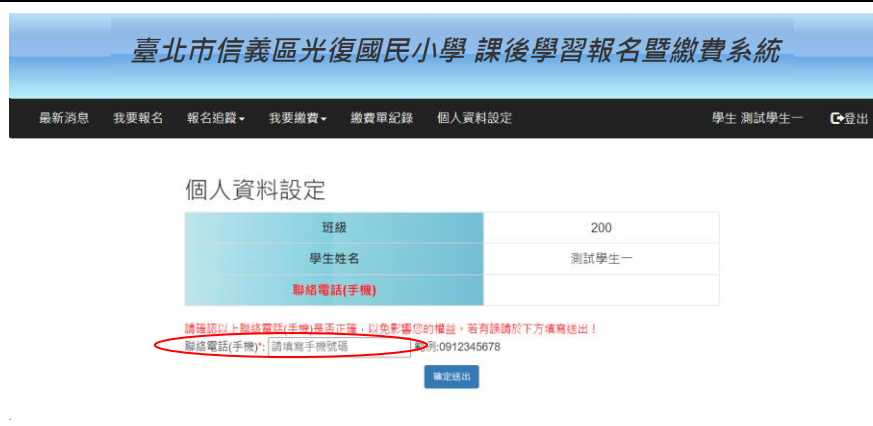 臺北市信義區光復國民小學 課後學習報名暨繳費系統
最新消息 我要報名 報名追蹤 我要繳費 繳費單紀錄 個人資料設定 學生 測試學生一 登出
個人資料設定
班級 200
學生姓名 測試學生一
聯絡電話(手機)
請確認以上聯絡電話(手機)是否正確，以免影響您的權益。若有誤請於下方填寫送出！
聯絡電話(手機)*: 請填寫手機號碼 範例:0912345678
確定送出